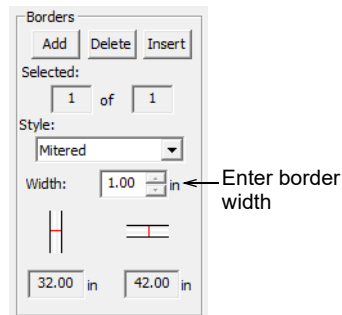 Borders
Add Delete Insert
Selected:
1 of 1
Style:
Mitered
Width: 1.00 in
Enter border
width
32.00 in 42.00 in